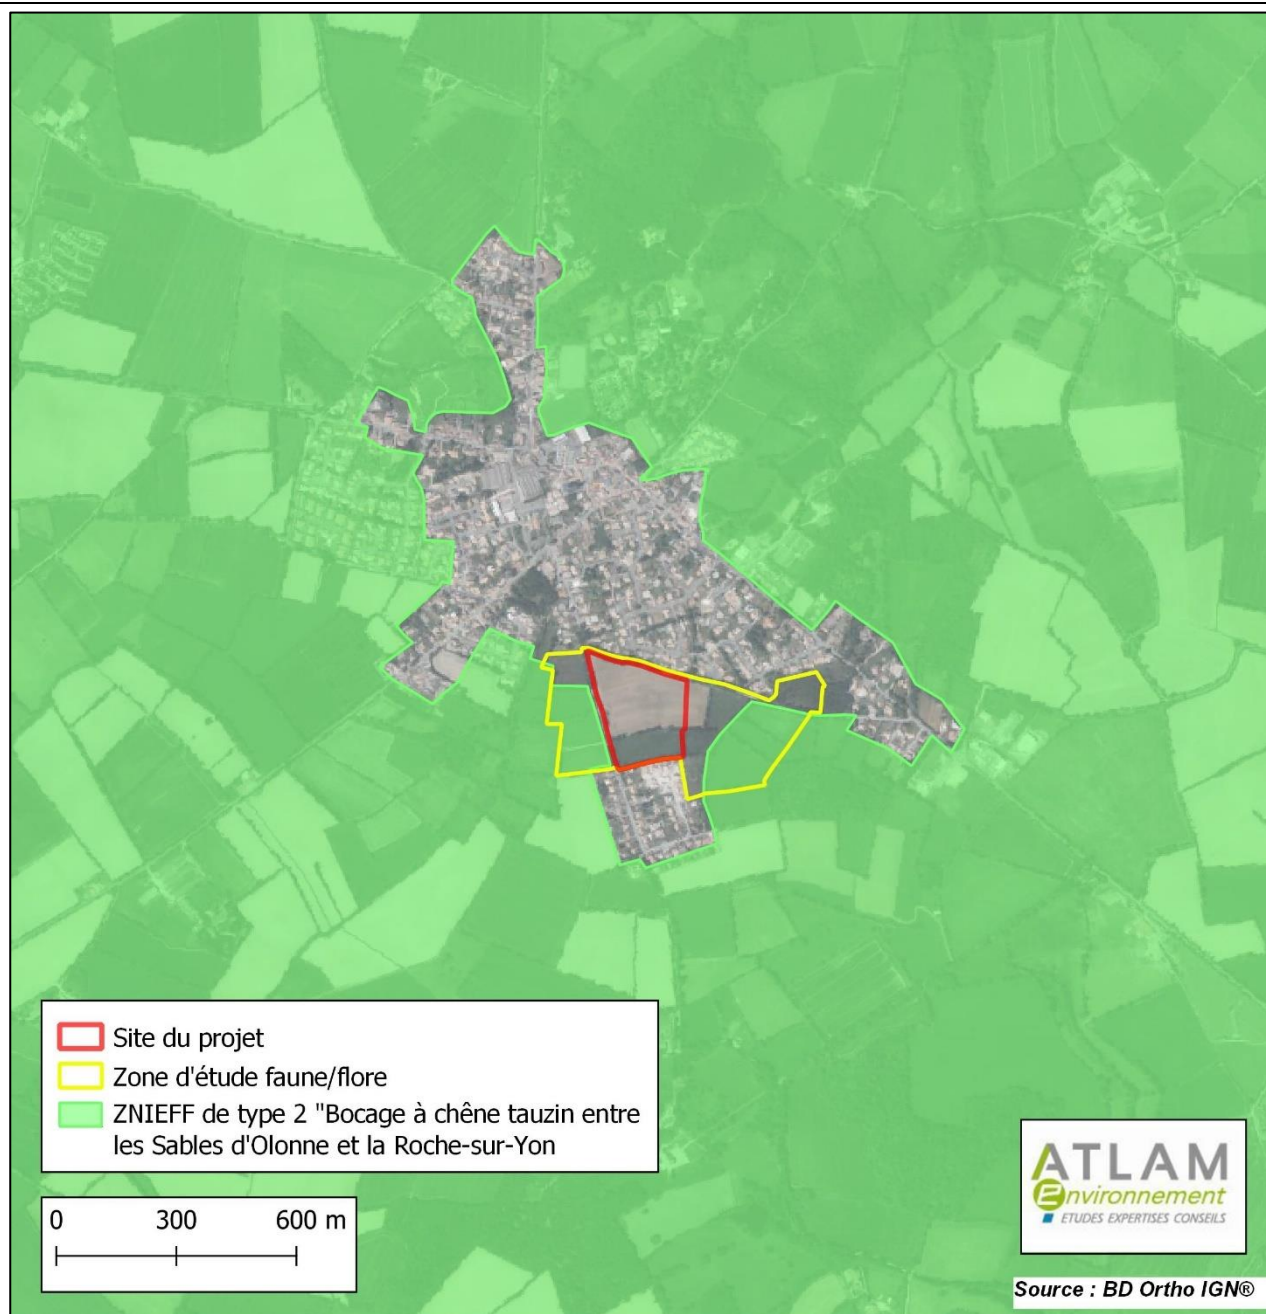 Site du projet
Zone d'étude faune/flore
ZNIEFF de type 2 "Bocage à chêne tauzin entre
les Sables d'Olonne et la Roche-sur-Yon
0 300 600 m
ATLAM
environnement
ETUDES EXPERTISES CONSEILS
Source : BD Ortho IGN®